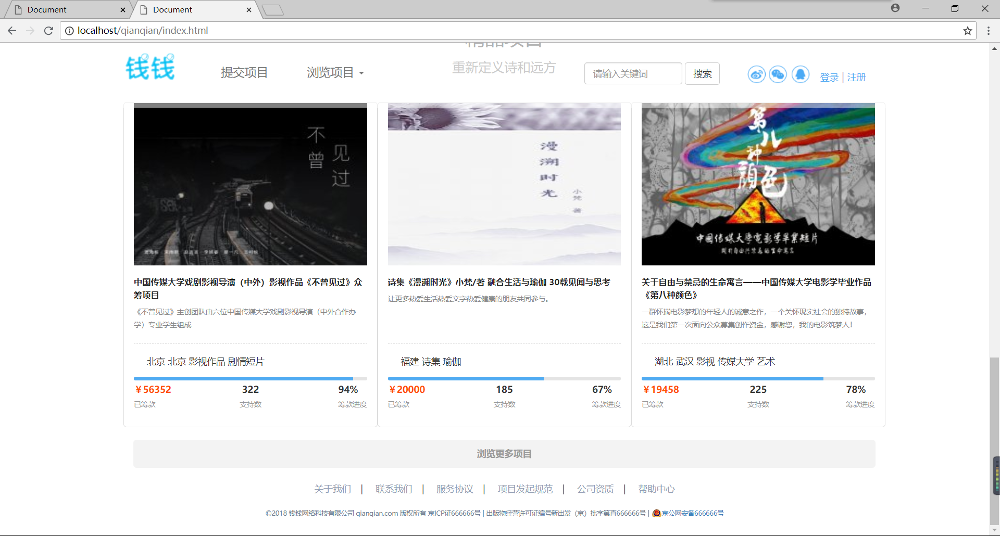 Document
Document
localhost/qianqian/index.html
精品项目
重新定义诗和远方
钱钱
提交项目
浏览项目
请输入关键词
搜索
登录 | 注册
不曾
见过
漫溯时光
小梵 著
第八种颜色
中国传媒大學電影學畢業短片
中国传媒大学戏剧影视导演（中外）影视作品《不曾见过》众
筹项目
《不曾见过》主创团队由六位中国传媒大学戏剧影视导演（中外合作办
学）专业学生组成
北京 北京 影视作品 剧情短片
￥56352 322 94%
已筹款 支持数 筹款进度
诗集《漫溯时光》小梵/著 融合生活与瑜伽 30载见闻与思考
让更多热爱生活热爱文字热爱健康的朋友共同参与。
福建 诗集 瑜伽
￥20000 185 67%
已筹款 支持数 筹款进度
关于自由与禁忌的生命寓言——中国传媒大学电影学毕业作品
《第八种颜色》
一群怀揣电影梦想的年轻人的诚意之作，一个关怀现实社会的独特故事，
这是我们第一次面向公众募集创作资金，感谢您，我的电影筑梦人！
湖北 武汉 影视 传媒大学 艺术
￥19458 225 78%
已筹款 支持数 筹款进度
浏览更多项目
关于我们 | 联系我们 | 服务协议 | 项目发起规范 | 公司资质 | 帮助中心
©2018 钱钱网络科技有限公司 qianqian.com 版权所有 京ICP证666666号 | 出版物经营许可证编号新出发（京）批字第直666666号 | 京公网安备666666号